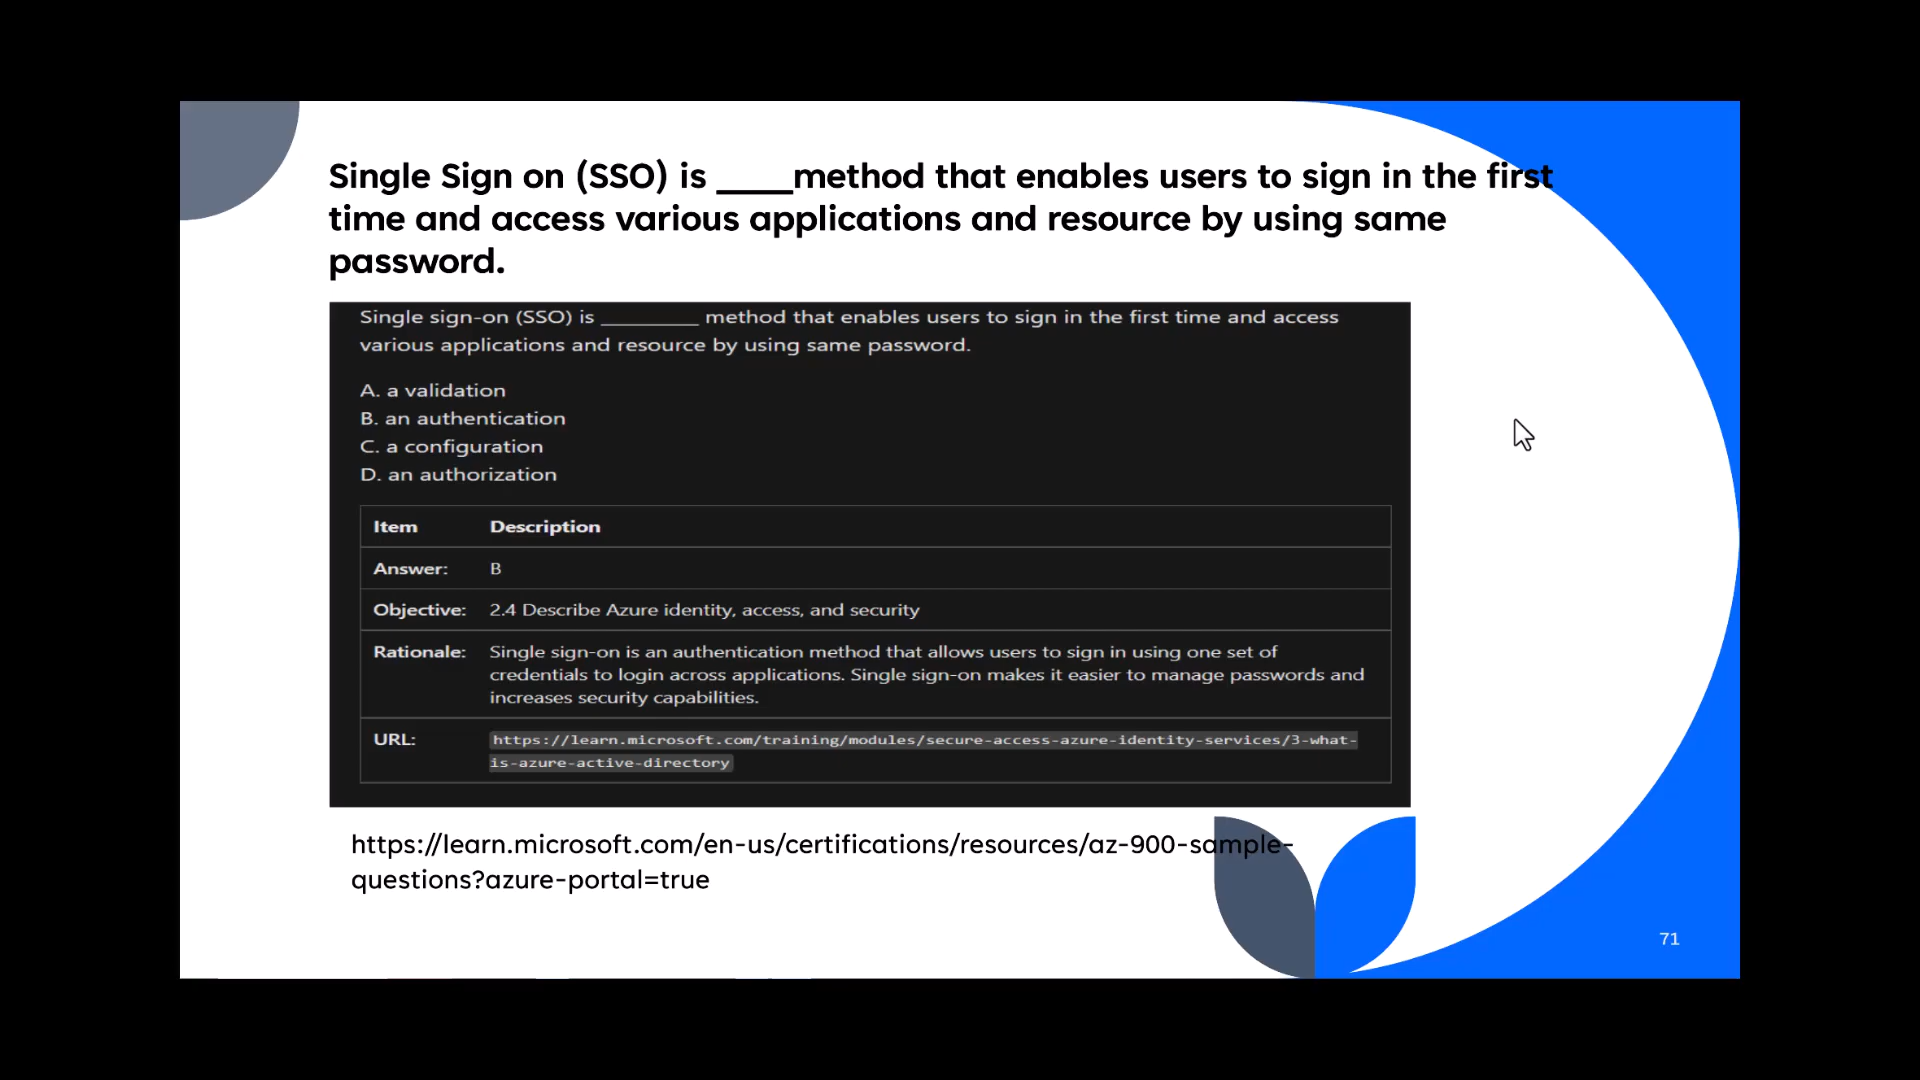 Single Sign on (SSO) is ____method that enables users to sign in the first
time and access various applications and resource by using same
password.
Single sign-on (SSO) is _________ method that enables users to sign in the first time and access
various applications and resource by using same password.
A. a validation
B. an authentication
C. a configuration
D. an authorization
Item Description
Answer: B
Objective: 2.4 Describe Azure identity, access, and security
Rationale: Single sign-on is an authentication method that allows users to sign in using one set of
credentials to login across applications. Single sign-on makes it easier to manage passwords and
increases security capabilities.
URL: https://learn.microsoft.com/training/modules/secure-access-azure-identity-services/3-what-
is-azure-active-directory
https://learn.microsoft.com/en-us/certifications/resources/az-900-sample-
questions?azure-portal=true
71